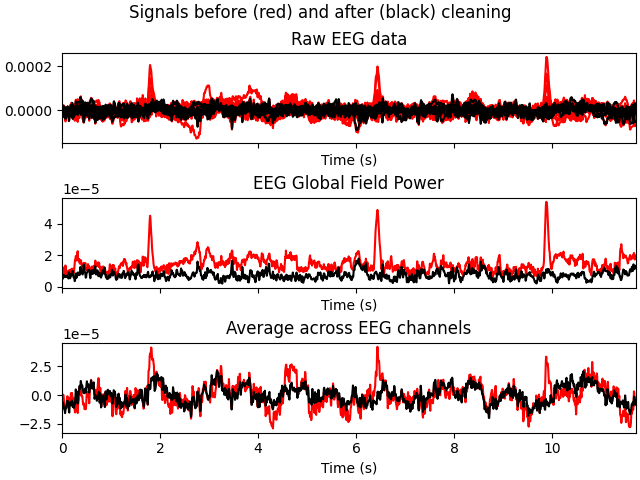 Signals before (red) and after (black) cleaning
Raw EEG data
0.0002
0.0000
Time (s)
EEG Global Field Power
1e−5
4
2
0
Time (s)
Average across EEG channels
1e−5
2.5
0.0
−2.5
0 2 4 6 8 10
Time (s)